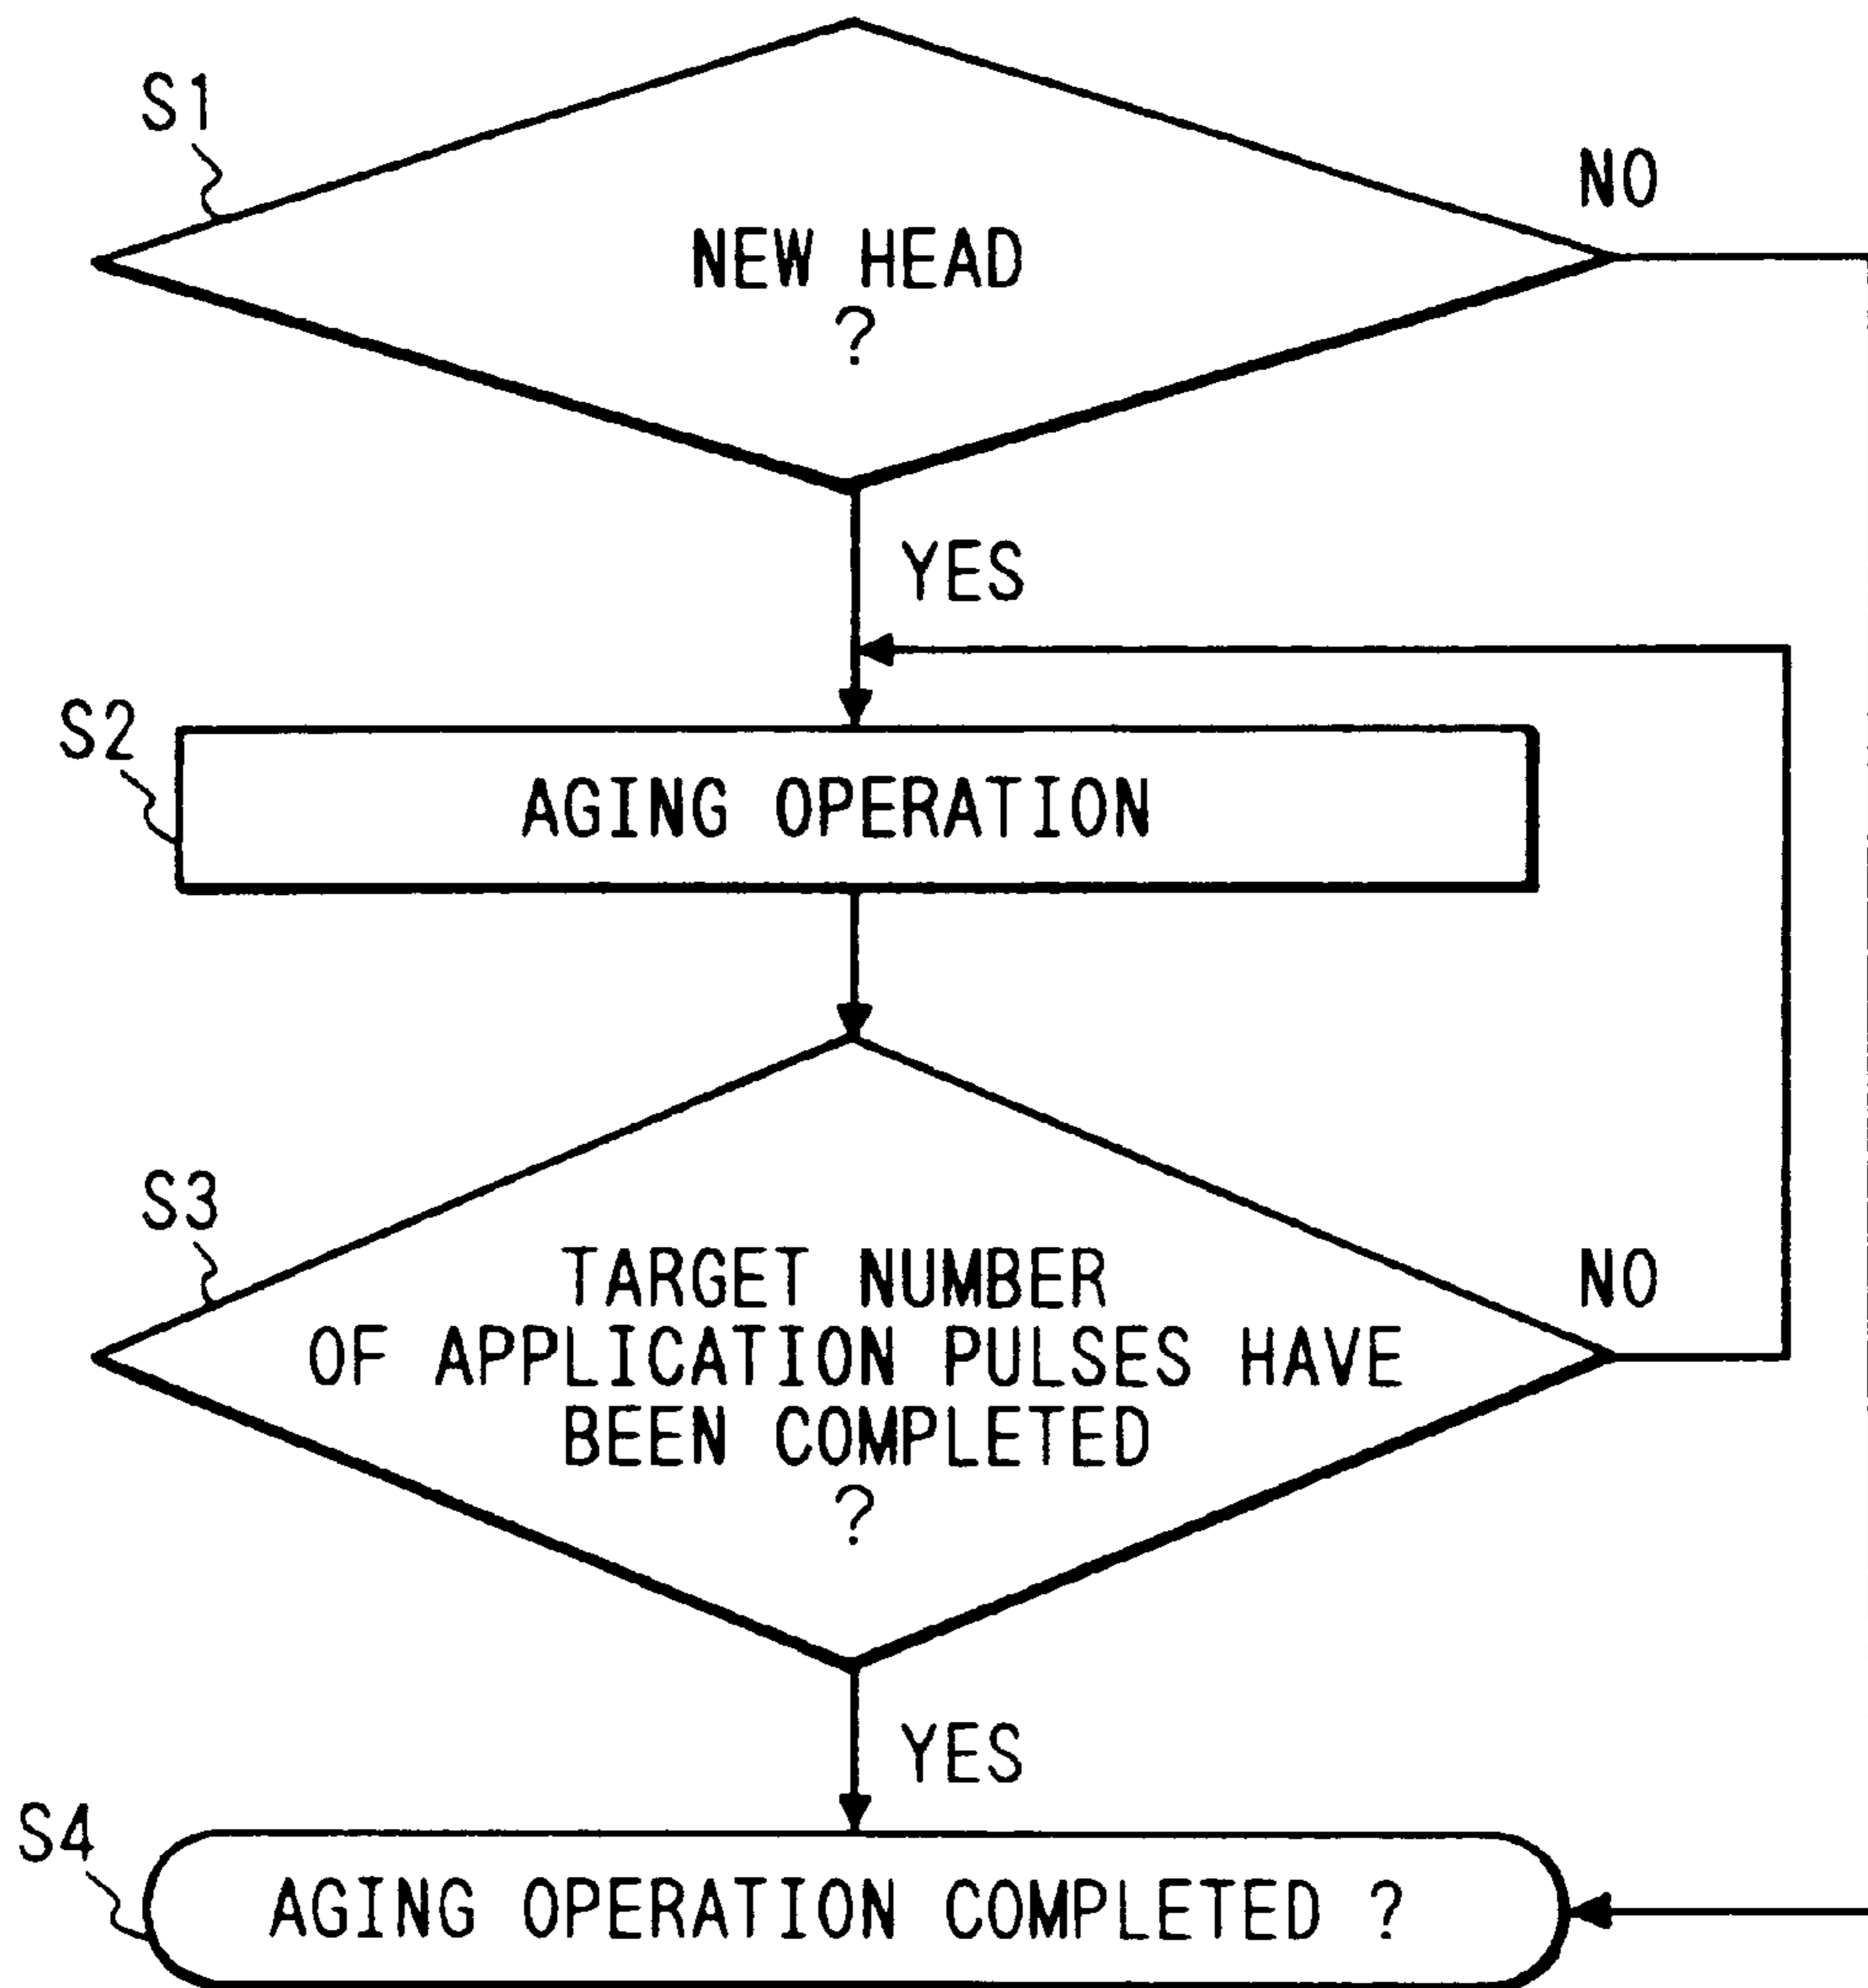 S1
NO
NEW HEAD
?
YES
S2
AGING OPERATION
S3
TARGET NUMBER
NO
OF APPLICATION PULSES HAVE
BEEN COMPLETED
?
YES
S4
AGING OPERATION COMPLETED ?